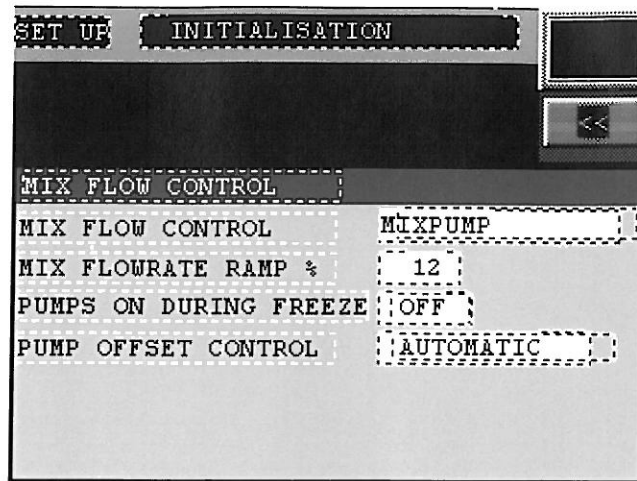 SET UP INITIALISATION
<<
MIX FLOW CONTROL
MIX FLOW CONTROL MIXPUMP
MIX FLOWRATE RAMP % 12
PUMPS ON DURING FREEZE OFF
PUMP OFFSET CONTROL AUTOMATIC